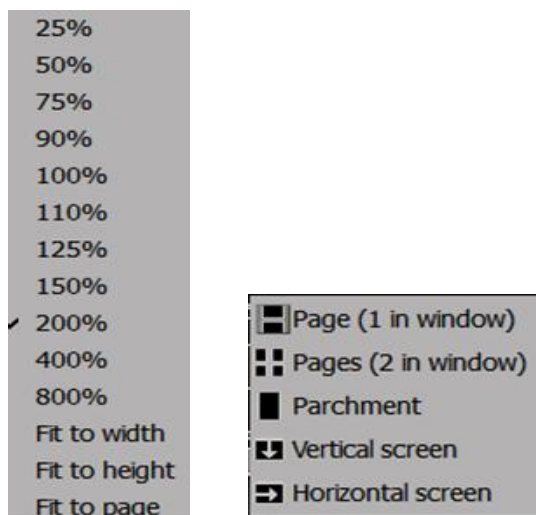 25%
50%
75%
90%
100%
110%
125%
150%
200%
400%
800%
Fit to width
Fit to height
Fit to page
Page (1 in window)
Pages (2 in window)
Parchment
Vertical screen
Horizontal screen